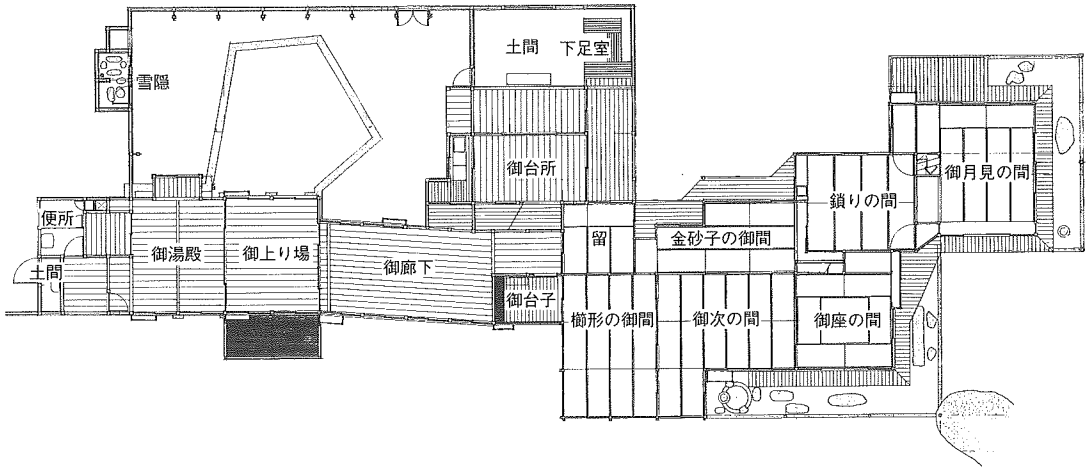 土間
下足室
雪隠
御台所
御月見の間
鎖りの間
便所
留
金砂子の御間
御湯殿
御上り場
御廊下
土間
御台子
櫛形の御間
御次の間
御座の間